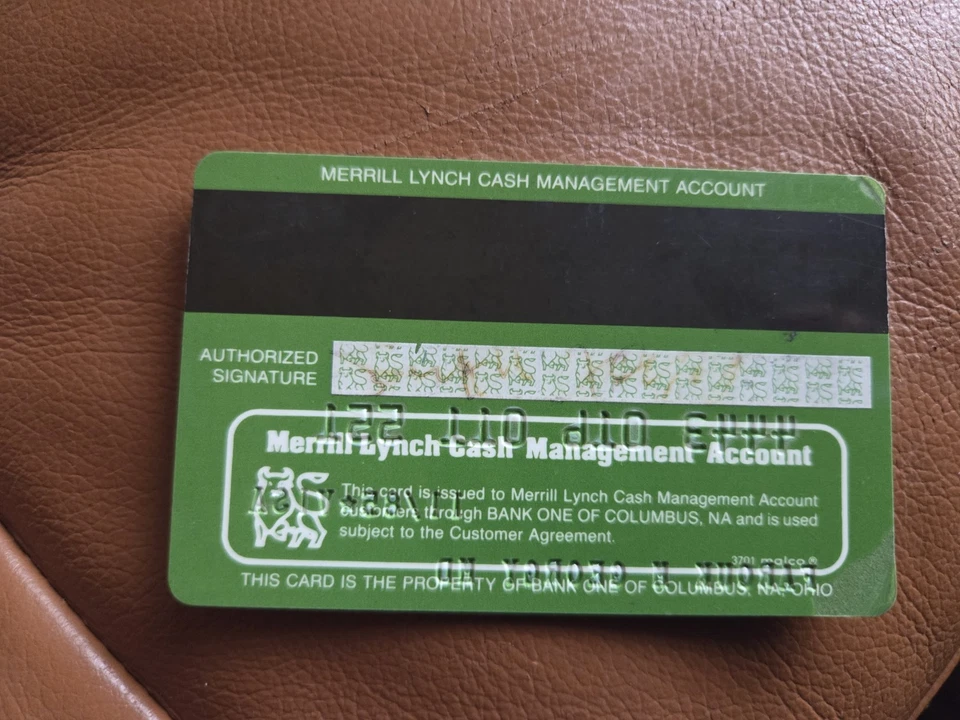 MERRILL LYNCH CASH MANAGEMENT ACCOUNT
AUTHORIZED
SIGNATURE
Merrill Lynch Cash Management Account
This card is issued to Merrill Lynch Cash Management Account
customers through BANK ONE OF COLUMBUS, NA and is used
subject to the Customer Agreement.
3701 malco ®
THIS CARD IS THE PROPERTY OF BANK ONE OF COLUMBUS, NA, OHIO